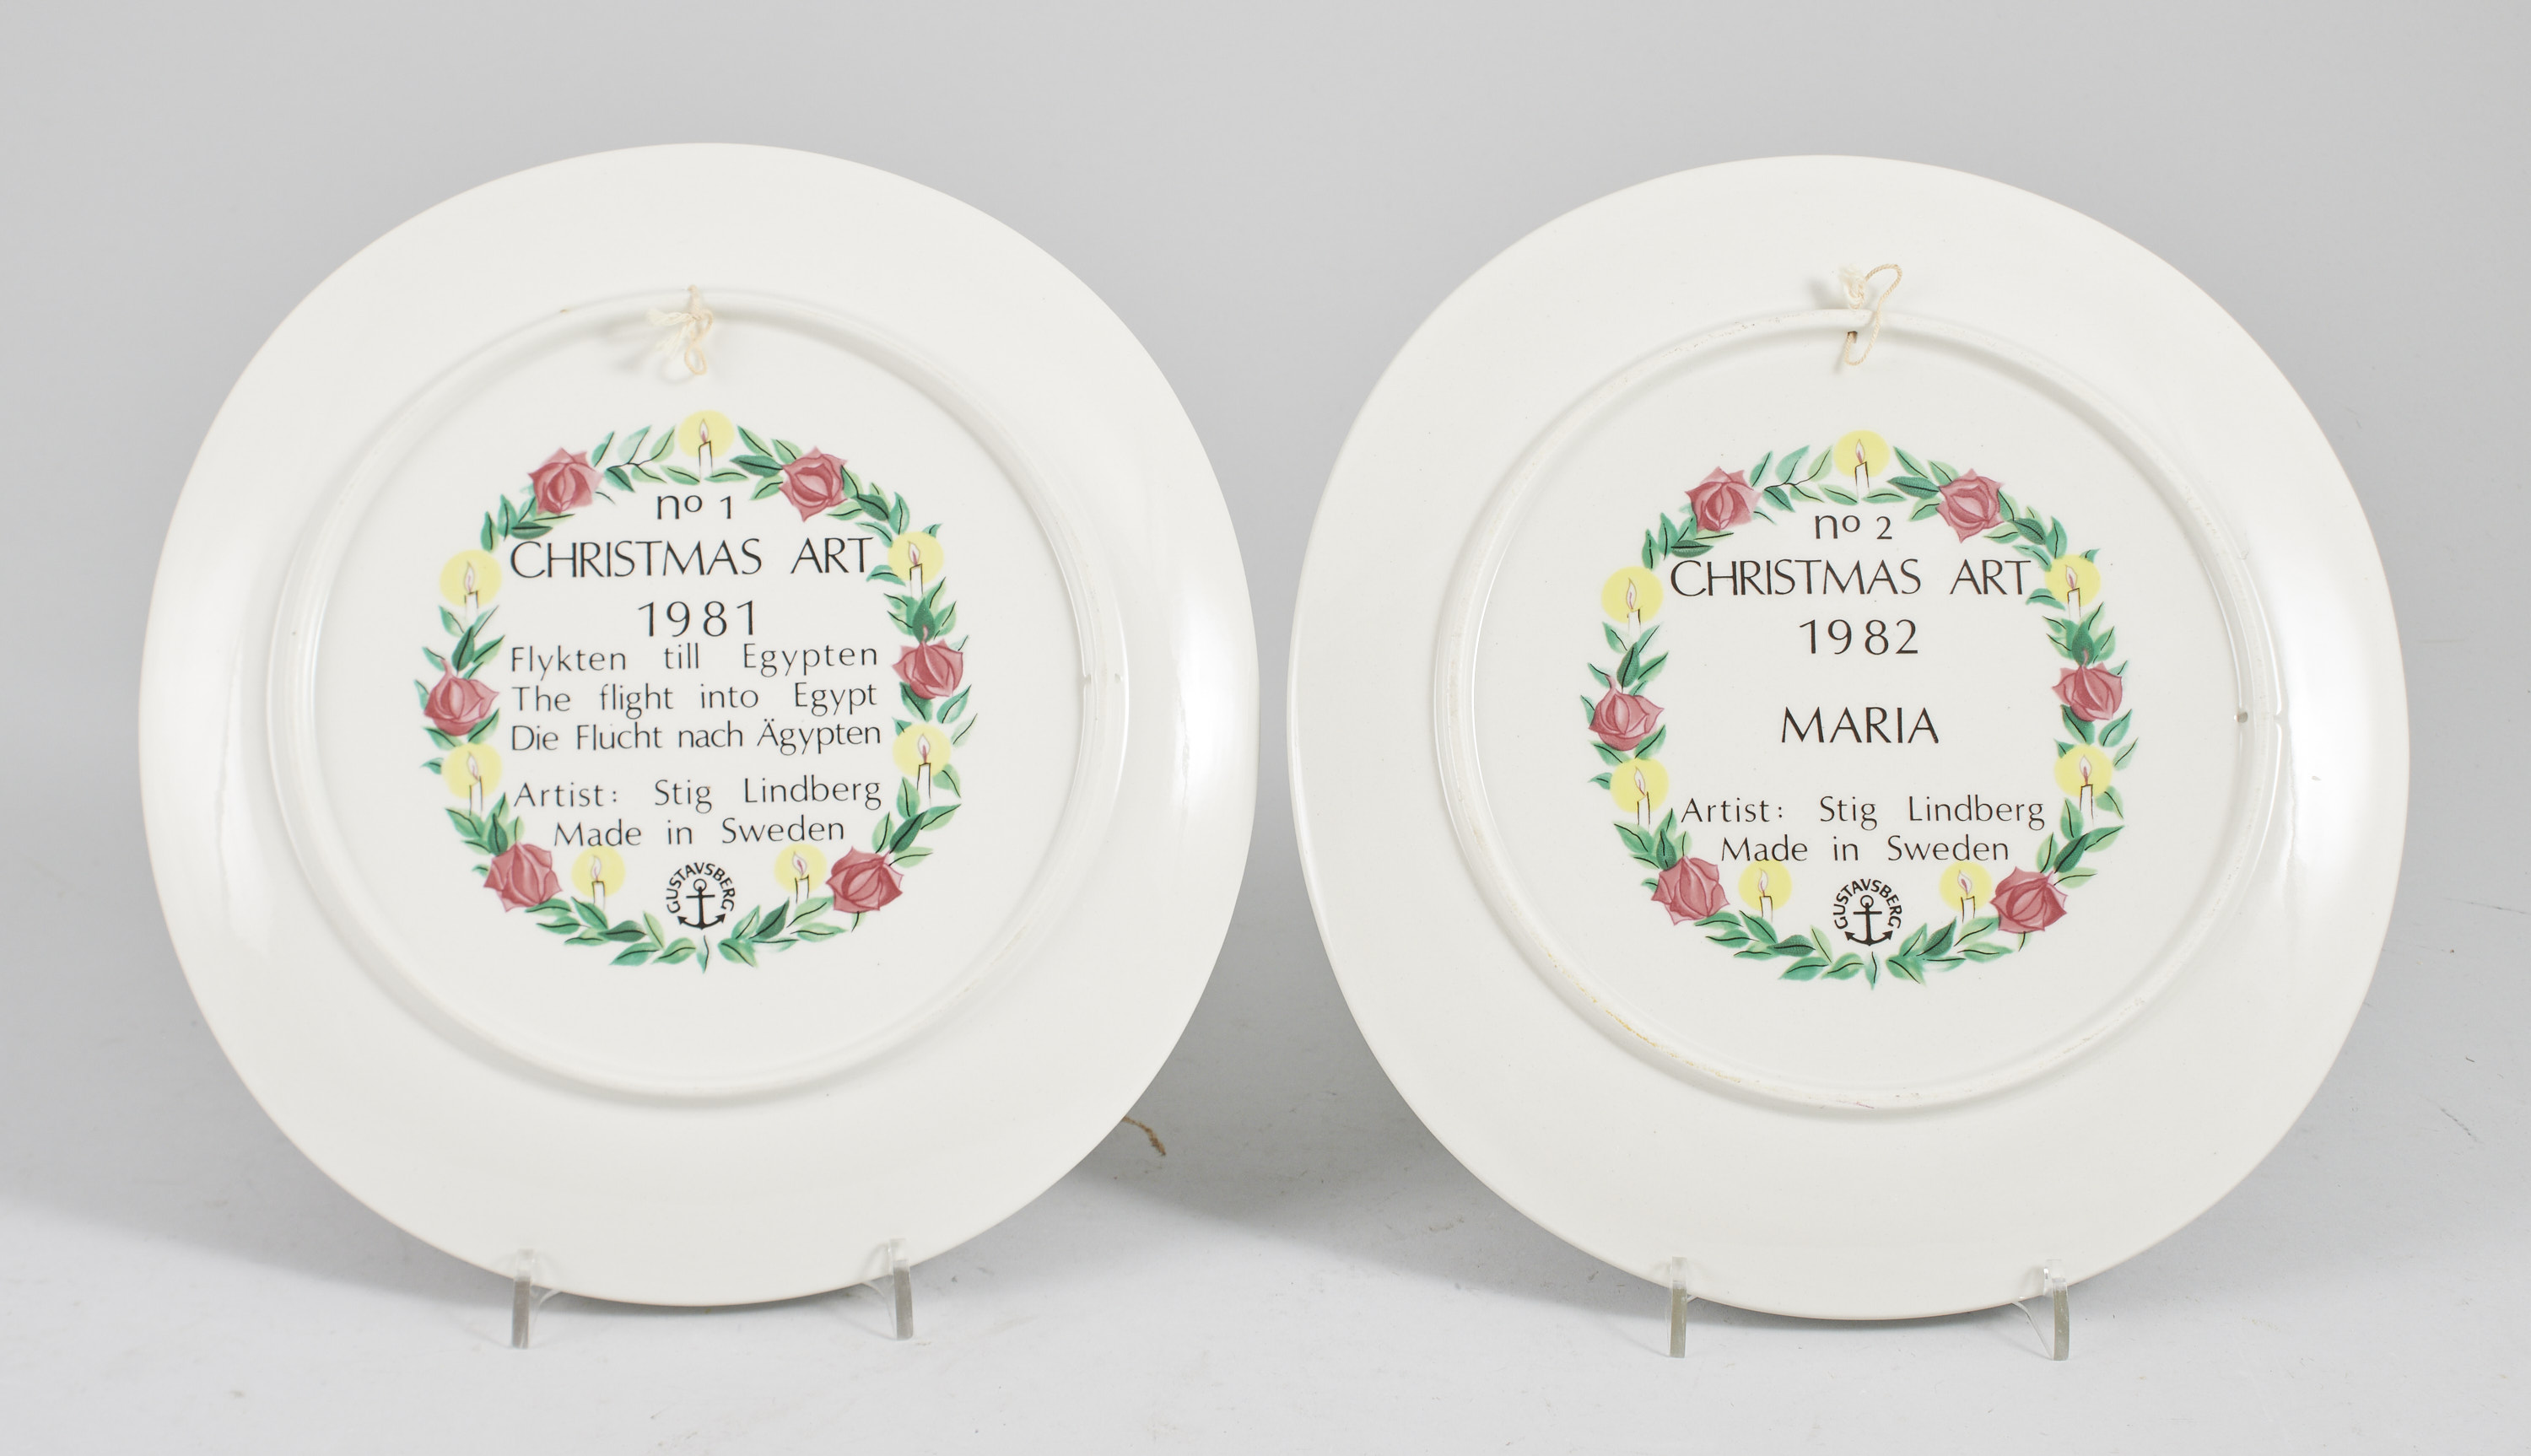 nº 1
CHRISTMAS ART
1981
Flykten till Egypten
The flight into Egypt
Die Flucht nach Ägypten
Artist: Stig Lindberg
Made in Sweden
GUSTAVSBERG
nº 2
CHRISTMAS ART
1982
MARIA
Artist: Stig Lindberg
Made in Sweden
GUSTAVSBERG